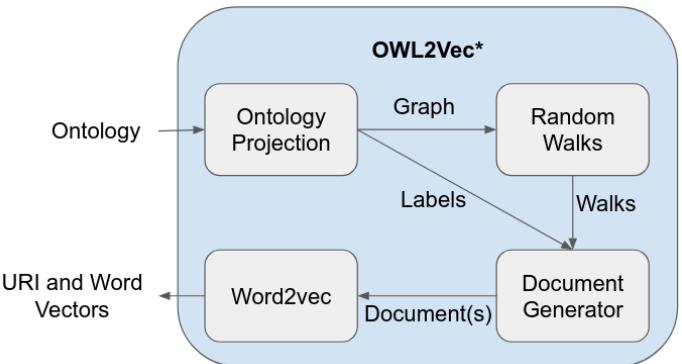 OWL2Vec*
Ontology
Ontology
Projection
Graph
Random
Walks
Labels
Walks
URI and Word
Vectors
Word2vec
Document(s)
Document
Generator